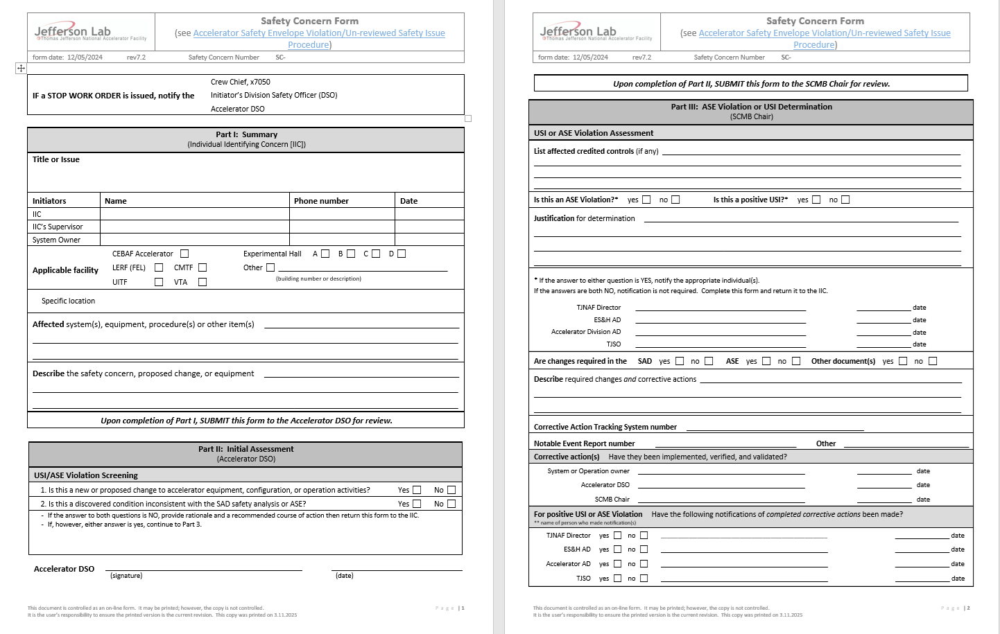 Jefferson Lab
Thomas Jefferson National Accelerator Facility
Safety Concern Form
(see Accelerator Safety Envelope Violation/Un-reviewed Safety Issue
Procedure)
form date: 12/05/2024 rev7.2 Safety Concern Number SC-
IF a STOP WORK ORDER is issued, notify the
Crew Chief, x7050
Initiator's Division Safety Officer (DSO)
Accelerator DSO
Part I: Summary
(Individual Identifying Concern [IIC])
Title or Issue
Initiators Name Phone number Date
IIC
IIC's Supervisor
System Owner
Applicable facility
CEBAF Accelerator Experimental Hall A B C D
LERF (FEL) CMTF Other
(building number or description)
UITF VTA
Specific location
Affected system(s), equipment, procedure(s) or other item(s)
Describe the safety concern, proposed change, or equipment
Upon completion of Part I, SUBMIT this form to the Accelerator DSO for review.
Part II: Initial Assessment
(Accelerator DSO)
USI/ASE Violation Screening
1. Is this a new or proposed change to accelerator equipment, configuration, or operation activities? Yes No
2. Is this a discovered condition inconsistent with the SAD safety analysis or ASE? Yes No
- If the answer to both questions is NO, provide rationale and a recommended course of action then return this form to the IIC.
- If, however, either answer is yes, continue to Part 3.
Accelerator DSO
(signature) (date)
This document is controlled as an on-line form. It may be printed; however, the copy is not controlled. Page | 1
It is the user's responsibility to ensure the printed version is the current revision. This copy was printed on 3.11.2025
Jefferson Lab
Thomas Jefferson National Accelerator Facility
Safety Concern Form
(see Accelerator Safety Envelope Violation/Un-reviewed Safety Issue
Procedure)
form date: 12/05/2024 rev7.2 Safety Concern Number SC-
Upon completion of Part II, SUBMIT this form to the SCMB Chair for review.
Part III: ASE Violation or USI Determination
(SCMB Chair)
USI or ASE Violation Assessment
List affected credited controls (if any)
Is this an ASE Violation?* yes no Is this a positive USI?* yes no
Justification for determination
* If the answer to either question is YES, notify the appropriate individual(s).
If the answers are both NO, notification is not required. Complete this form and return it to the IIC.
TJNAF Director date
ES&H AD date
Accelerator Division AD date
TJSO date
Are changes required in the SAD yes no ASE yes no Other document(s) yes no
Describe required changes and corrective actions
Corrective Action Tracking System number
Notable Event Report number Other
Corrective action(s) Have they been implemented, verified, and validated?
System or Operation owner date
Accelerator DSO date
SCMB Chair date
For positive USI or ASE Violation Have the following notifications of completed corrective actions been made?
** name of person who made notification(s)
TJNAF Director yes no date
ES&H AD yes no date
Accelerator AD yes no date
TJSO yes no date
This document is controlled as an on-line form. It may be printed; however, the copy is not controlled. Page | 2
It is the user's responsibility to ensure the printed version is the current revision. This copy was printed on 3.11.2025